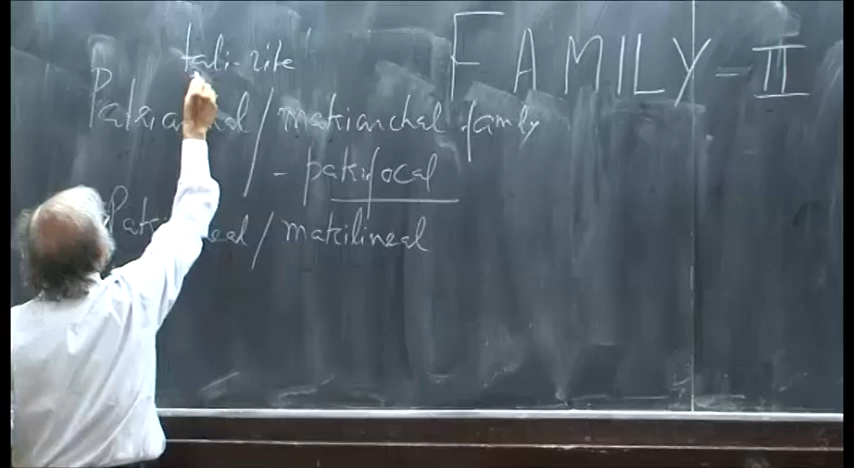 FAMILY-II
tali-rite
Patriarchal/matriarchal family
- patrifocal
Patrilineal/matrilineal